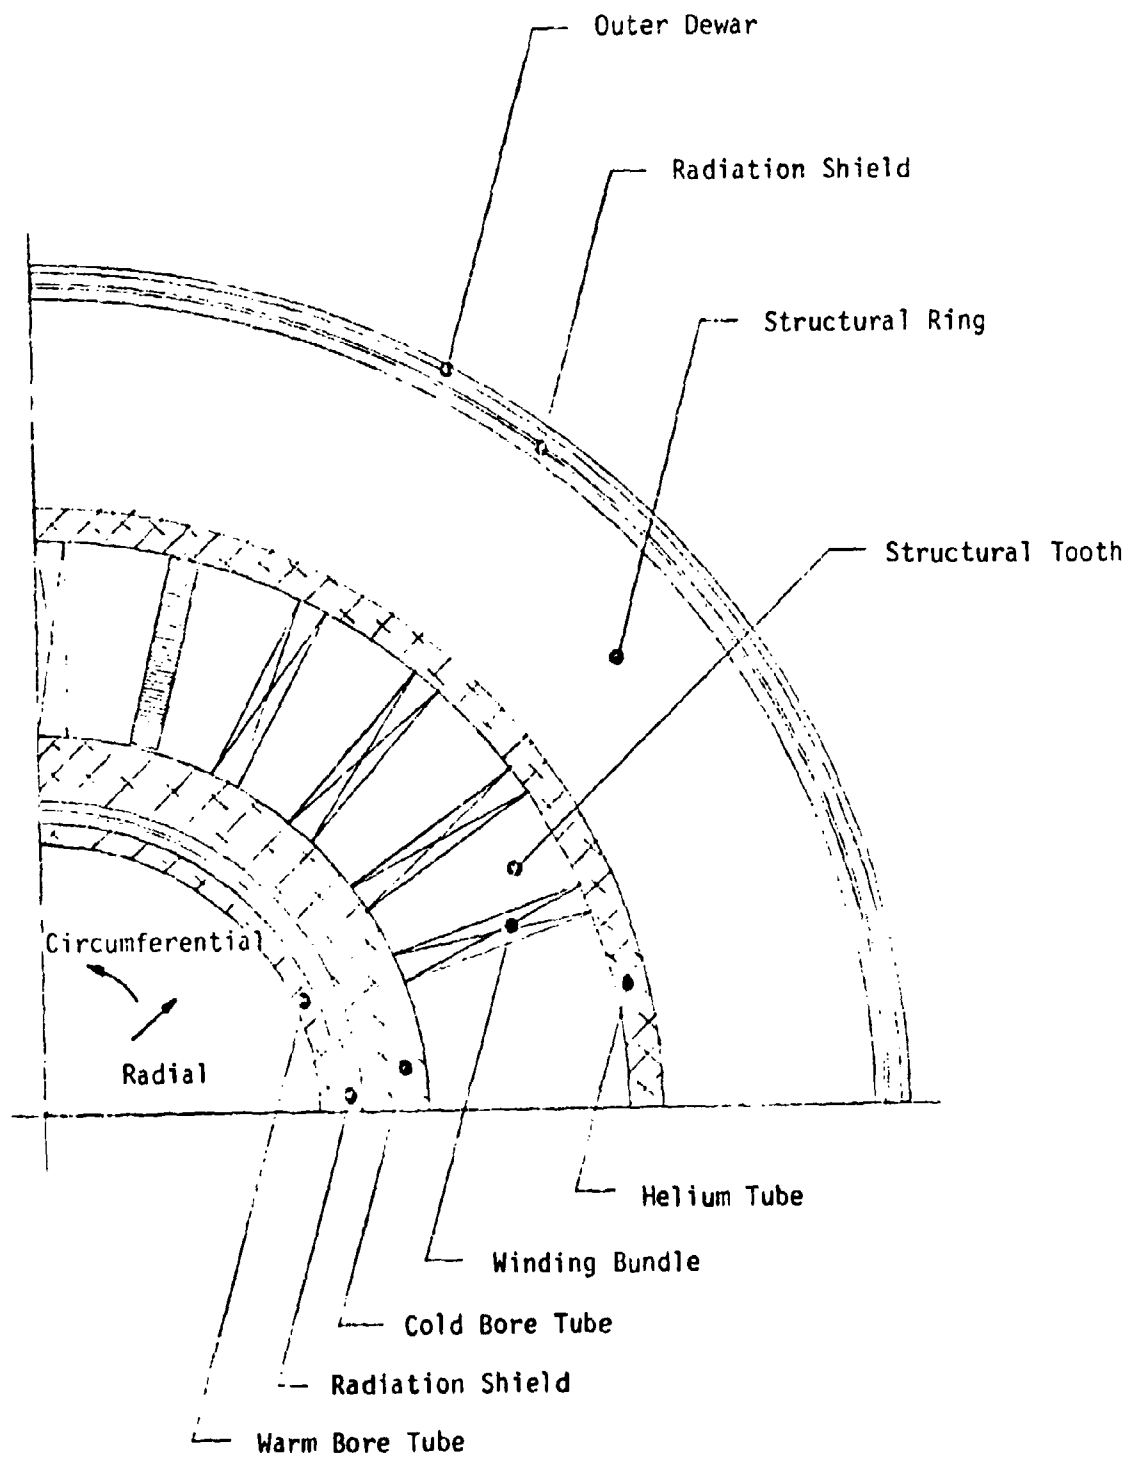 Outer Dewar
Radiation Shield
Structural Ring
Structural Tooth
Circumferential
Radial
Helium Tube
Winding Bundle
Cold Bore Tube
Radiation Shield
Warm Bore Tube